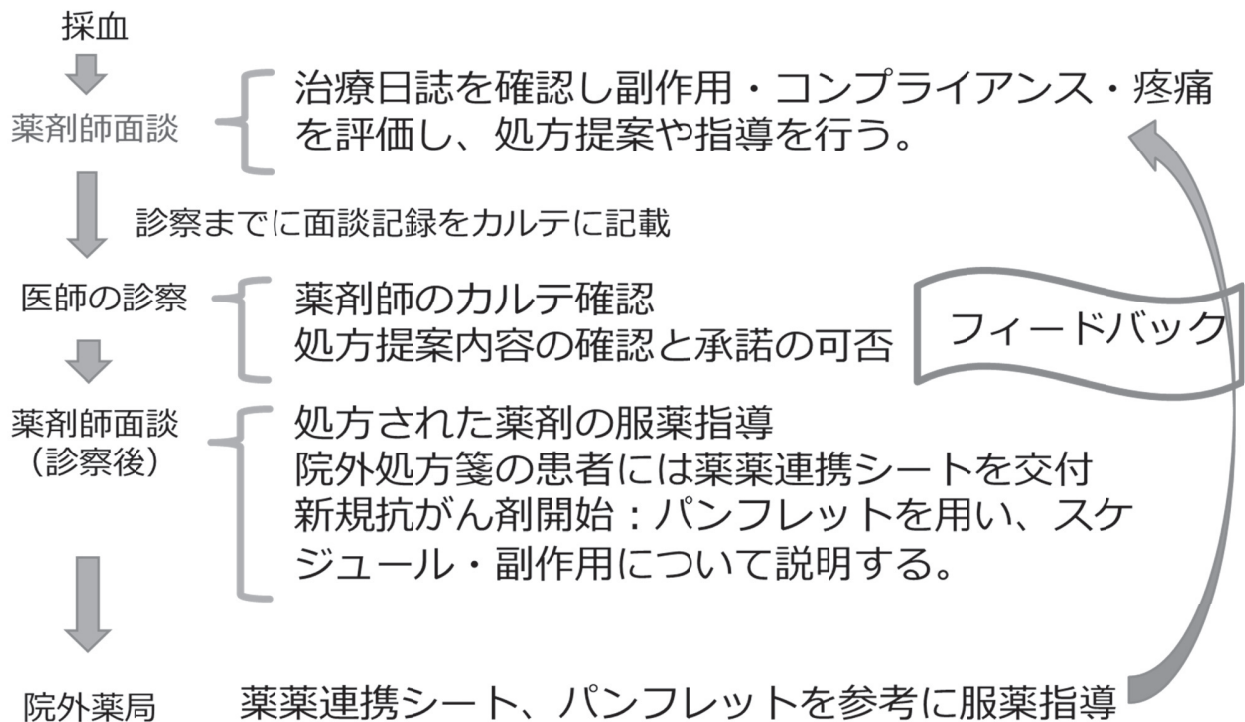 採血
薬剤師面談
治療日誌を確認し副作用・コンプライアンス・疼痛
を評価し、処方提案や指導を行う。
診察までに面談記録をカルテに記載
医師の診察
薬剤師のカルテ確認
処方提案内容の確認と承諾の可否
フィードバック
薬剤師面談
（診察後）
処方された薬剤の服薬指導
院外処方箋の患者には薬薬連携シートを交付
新規抗がん剤開始：パンフレットを用い、スケ
ジュール・副作用について説明する。
院外薬局
薬薬連携シート、パンフレットを参考に服薬指導